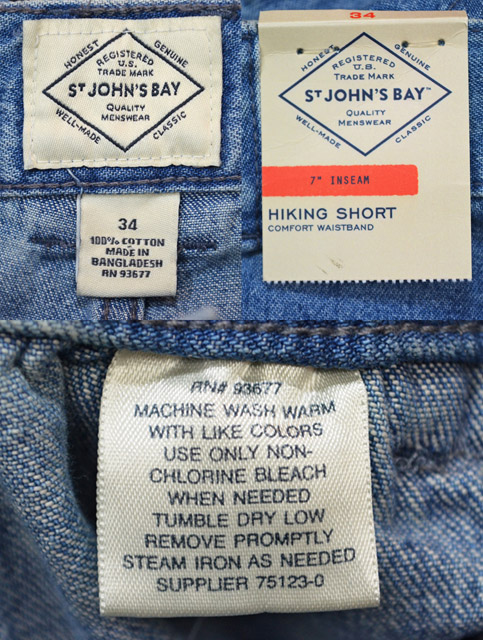 HONEST
GENUINE
REGISTERED
U.S.
TRADE MARK
ST JOHN'S BAY
QUALITY
MENSWEAR
WELL-MADE
CLASSIC
34
100% COTTON
MADE IN
BANGLADESH
RN 93677
34
HONEST
GENUINE
REGISTERED
U.S.
TRADE MARK
ST JOHN'S BAY™
QUALITY
MENSWEAR
WELL-MADE
CLASSIC
7" INSEAM
HIKING SHORT
COMFORT WAISTBAND
RN# 93677
MACHINE WASH WARM
WITH LIKE COLORS
USE ONLY NON-
CHLORINE BLEACH
WHEN NEEDED
TUMBLE DRY LOW
REMOVE PROMPTLY
STEAM IRON AS NEEDED
SUPPLIER 75123-0